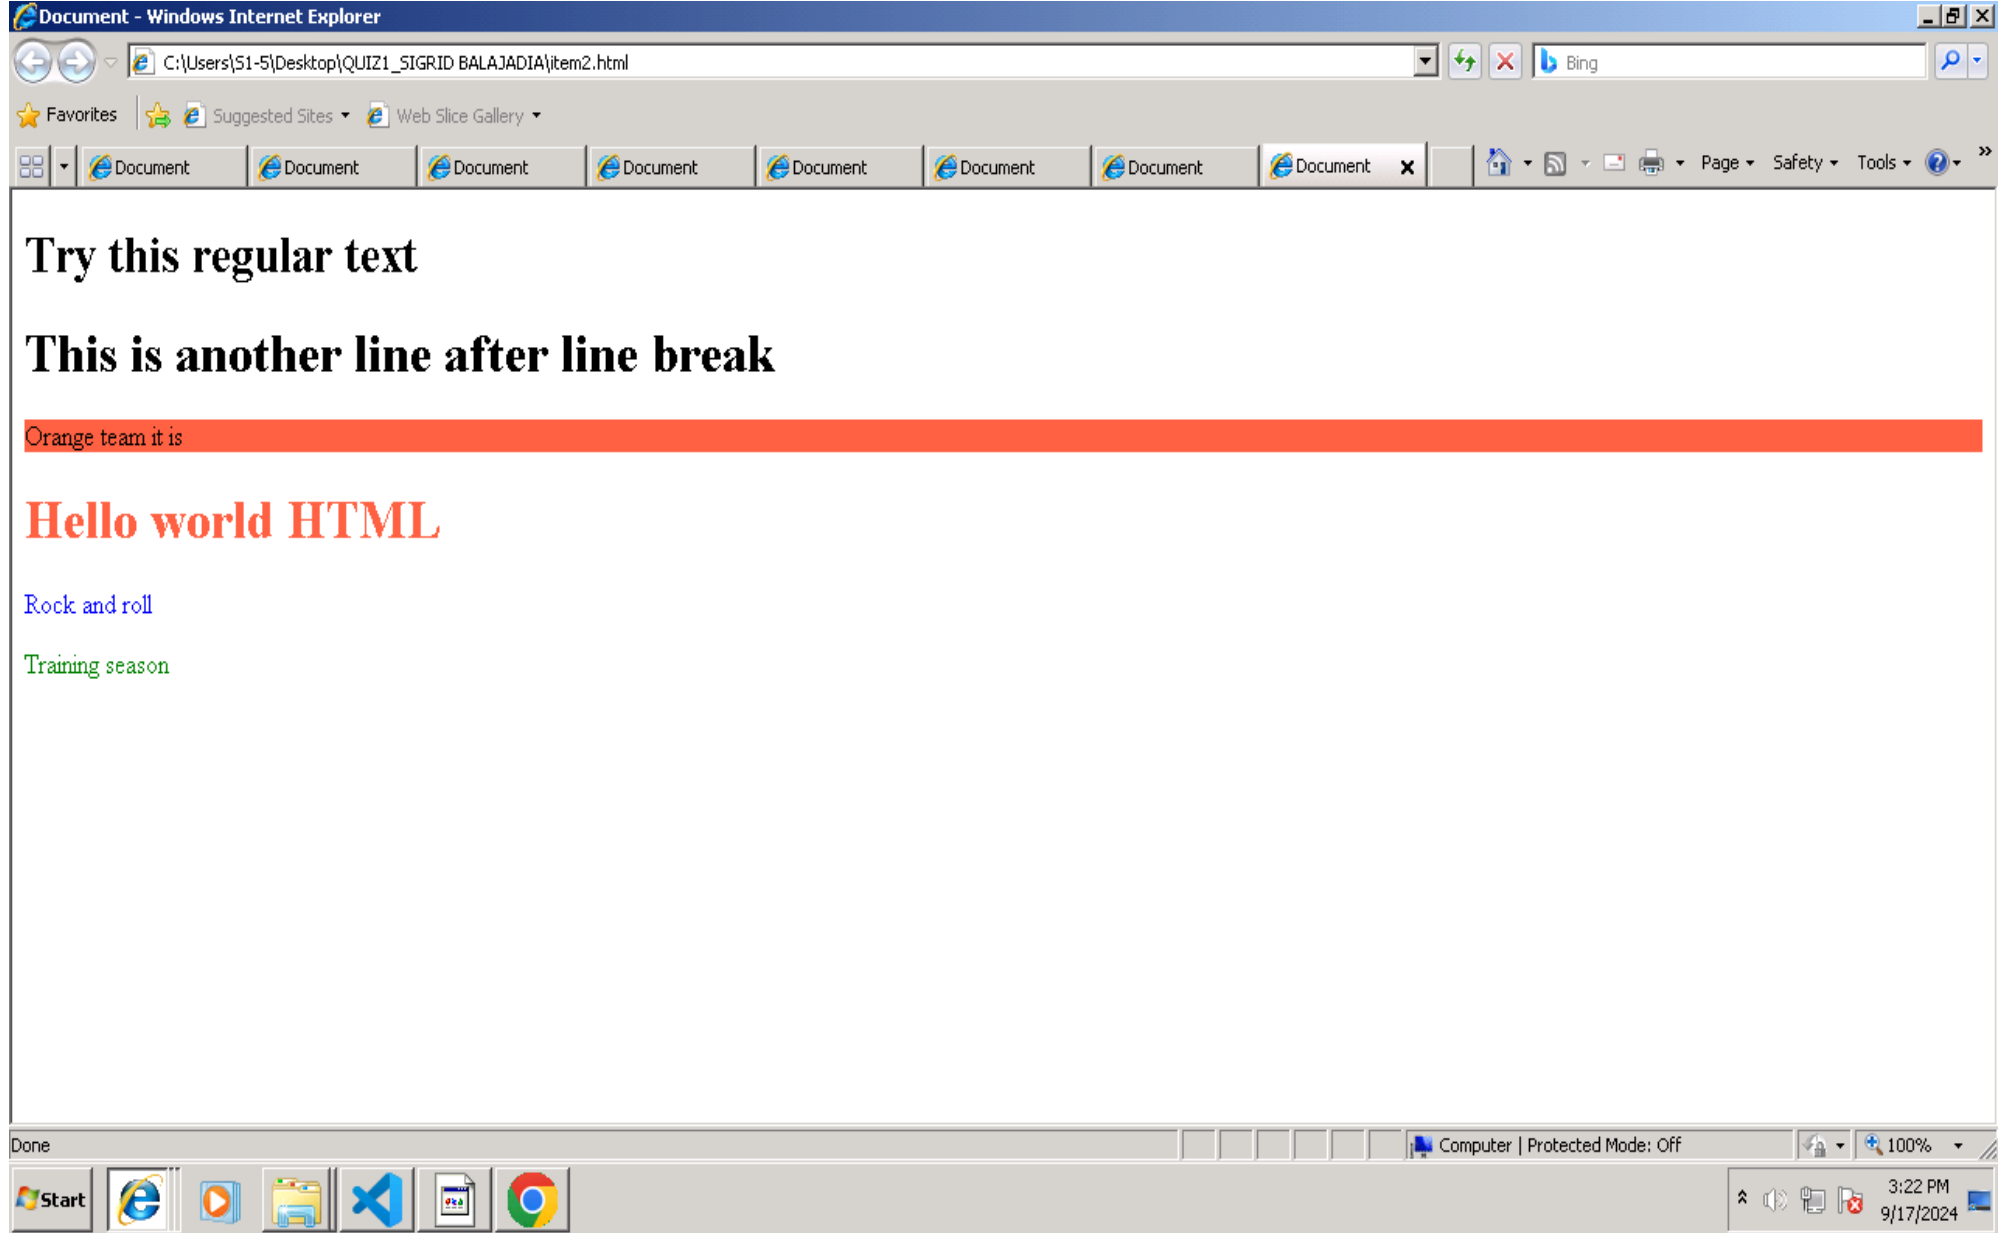 Document - Windows Internet Explorer
C:\Users\S1-5\Desktop\QUIZ1_SIGRID BALAJADIA\item2.html
Bing
Favorites
Suggested Sites
Web Slice Gallery
Document
Document
Document
Document
Document
Document
Document
Document
Page
Safety
Tools
Try this regular text
This is another line after line break
Orange team it is
Hello world HTML
Rock and roll
Training season
Done
Computer | Protected Mode: Off
100%
Start
3:22 PM
9/17/2024